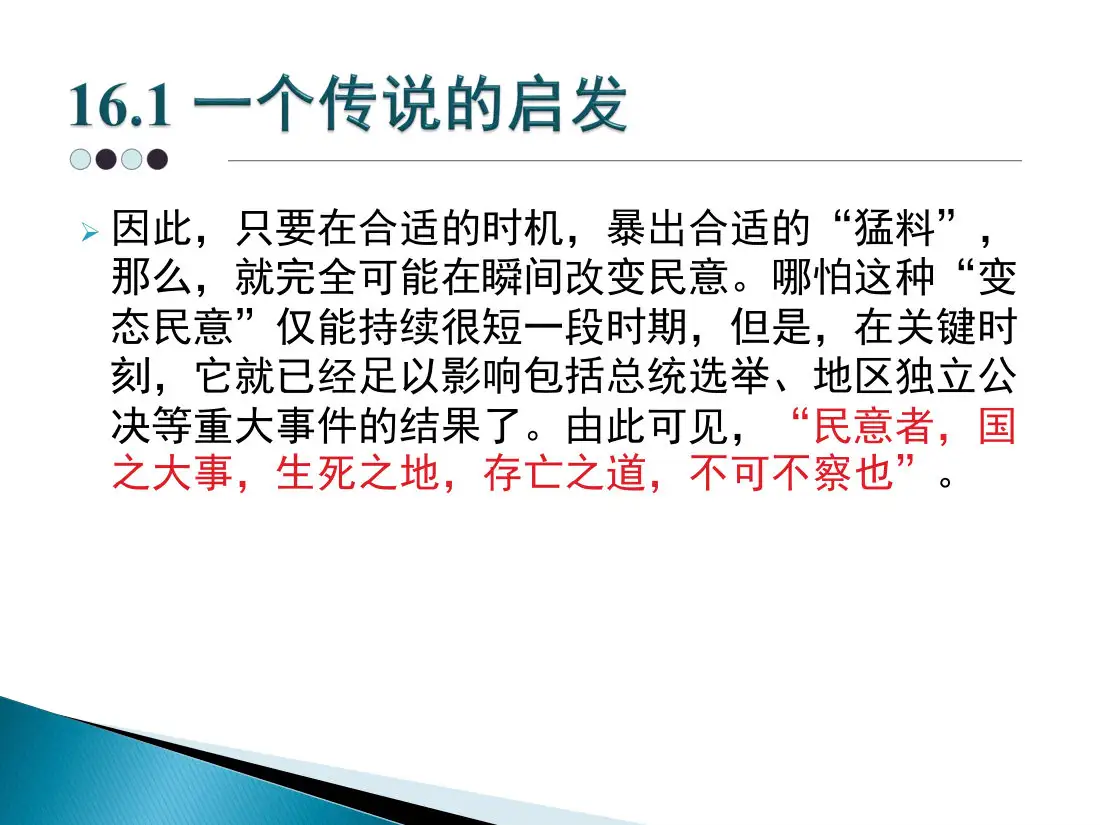 16.1 一个传说的启发
因此，只要在合适的时机，暴出合适的“猛料”，
那么，就完全可能在瞬间改变民意。哪怕这种“变
态民意”仅能持续很短一段时期，但是，在关键时
刻，它就已经足以影响包括总统选举、地区独立公
决等重大事件的结果了。由此可见，“民意者，国
之大事，生死之地，存亡之道，不可不察也”。